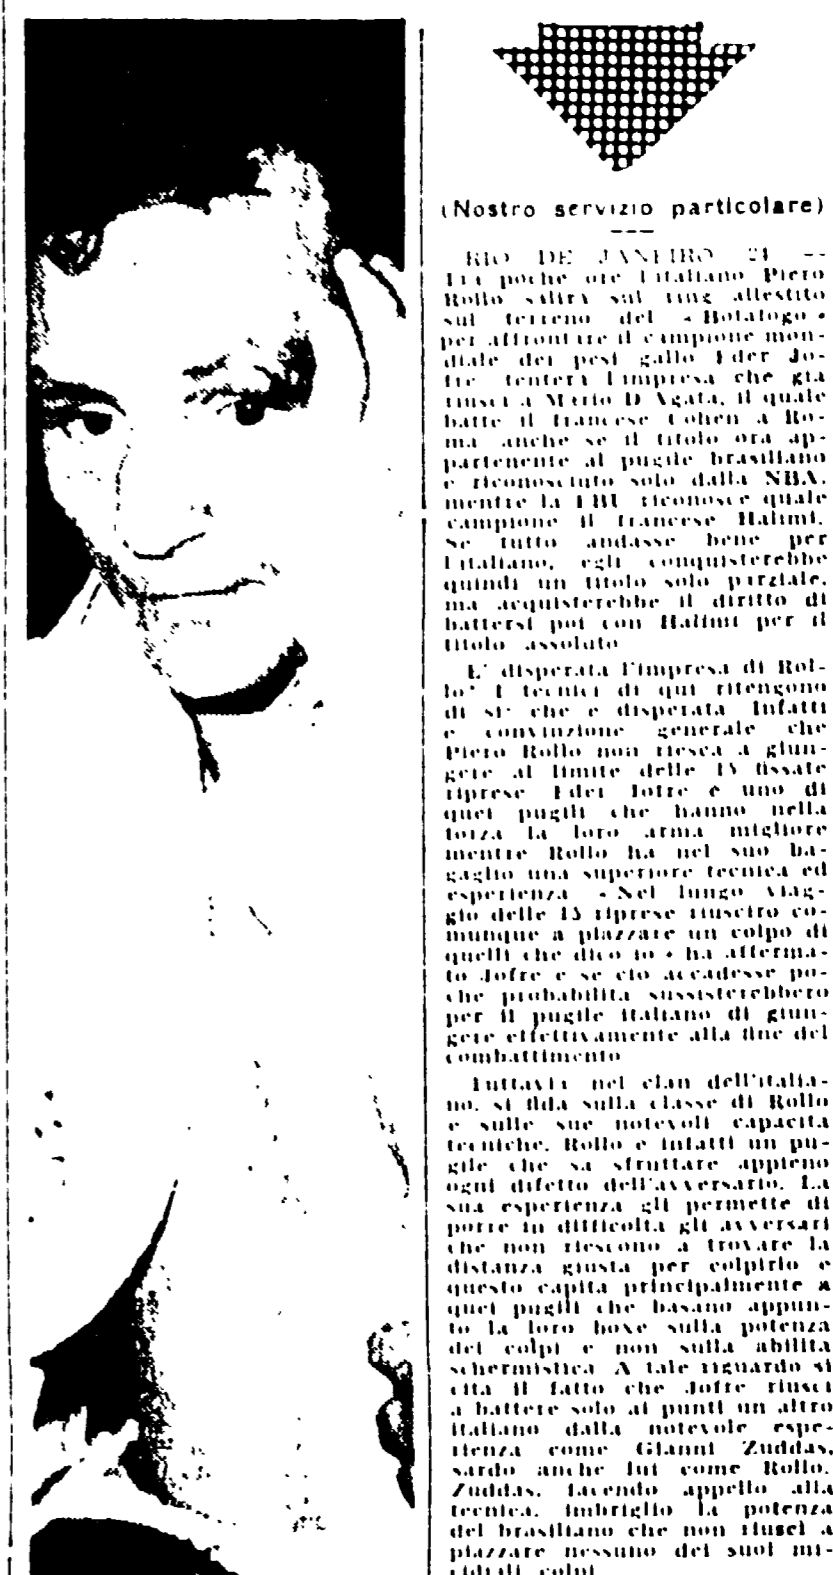 (Nostro servizio particolare)
RIO DE JANEIRO 21 --
Tra poche ore l'italiano Piero
Rollo salirà sul ring allestito
sul terreno del « Botafogo »
per affrontare il campione mon-
diale dei pesi gallo Eder Jo-
fre tenterà l'impresa che già
riuscì a Mario D'Agata, il quale
battè il francese Cohen a Ro-
ma anche se il titolo ora ap-
partenente al pugile brasiliano
è riconosciuto solo dalla NBA,
mentre la EBU riconosce quale
campione il francese Halimi.
Se tutto andasse bene per
l'italiano, egli conquisterebbe
quindi un titolo solo parziale,
ma acquisterebbe il diritto di
battersi poi con Halimi per il
titolo assoluto
E' disperata l'impresa di Rol-
lo? I tecnici di qui ritengono
di si' che è disperata Infatti
è convinzione generale che
Piero Rollo non riesca a giun-
gere al limite delle 15 fissate
riprese Eder Jofre è uno di
quei pugili che hanno nella
forza la loro arma migliore
mentre Rollo ha nel suo ba-
gaglio una superiore tecnica ed
esperienza « Nel lungo viag-
gio delle 15 riprese riuscirò co-
munque a piazzare un colpo di
quelli che dico io » ha afferma-
to Jofre e se ciò accadesse po-
che probabilità sussisterebbero
per il pugile italiano di giun-
gere effettivamente alla fine del
combattimento
Tuttavia nel clan dell'italia-
no, si fida sulla classe di Rollo
e sulle sue notevoli capacità
tecniche. Rollo è infatti un pu-
gile che sa sfruttare appieno
ogni difetto dell'avversario. La
sua esperienza gli permette di
porre in difficoltà gli avversari
che non riescono a trovare la
distanza giusta per colpirlo e
questo capita principalmente a
quei pugili che basano appun-
to la loro boxe sulla potenza
dei colpi e non sulla abilità
schermistica A tale riguardo si
cita il fatto che Jofre riuscì
a battere solo ai punti un altro
italiano dalla notevole espe-
rienza come Gianni Zuddas,
sardo anche lui come Rollo.
Zuddas, facendo appello alla
tecnica, imbrigliò la potenza
del brasiliano che non riuscì a
piazzare nessuno dei suoi mi-
cidiali colpi